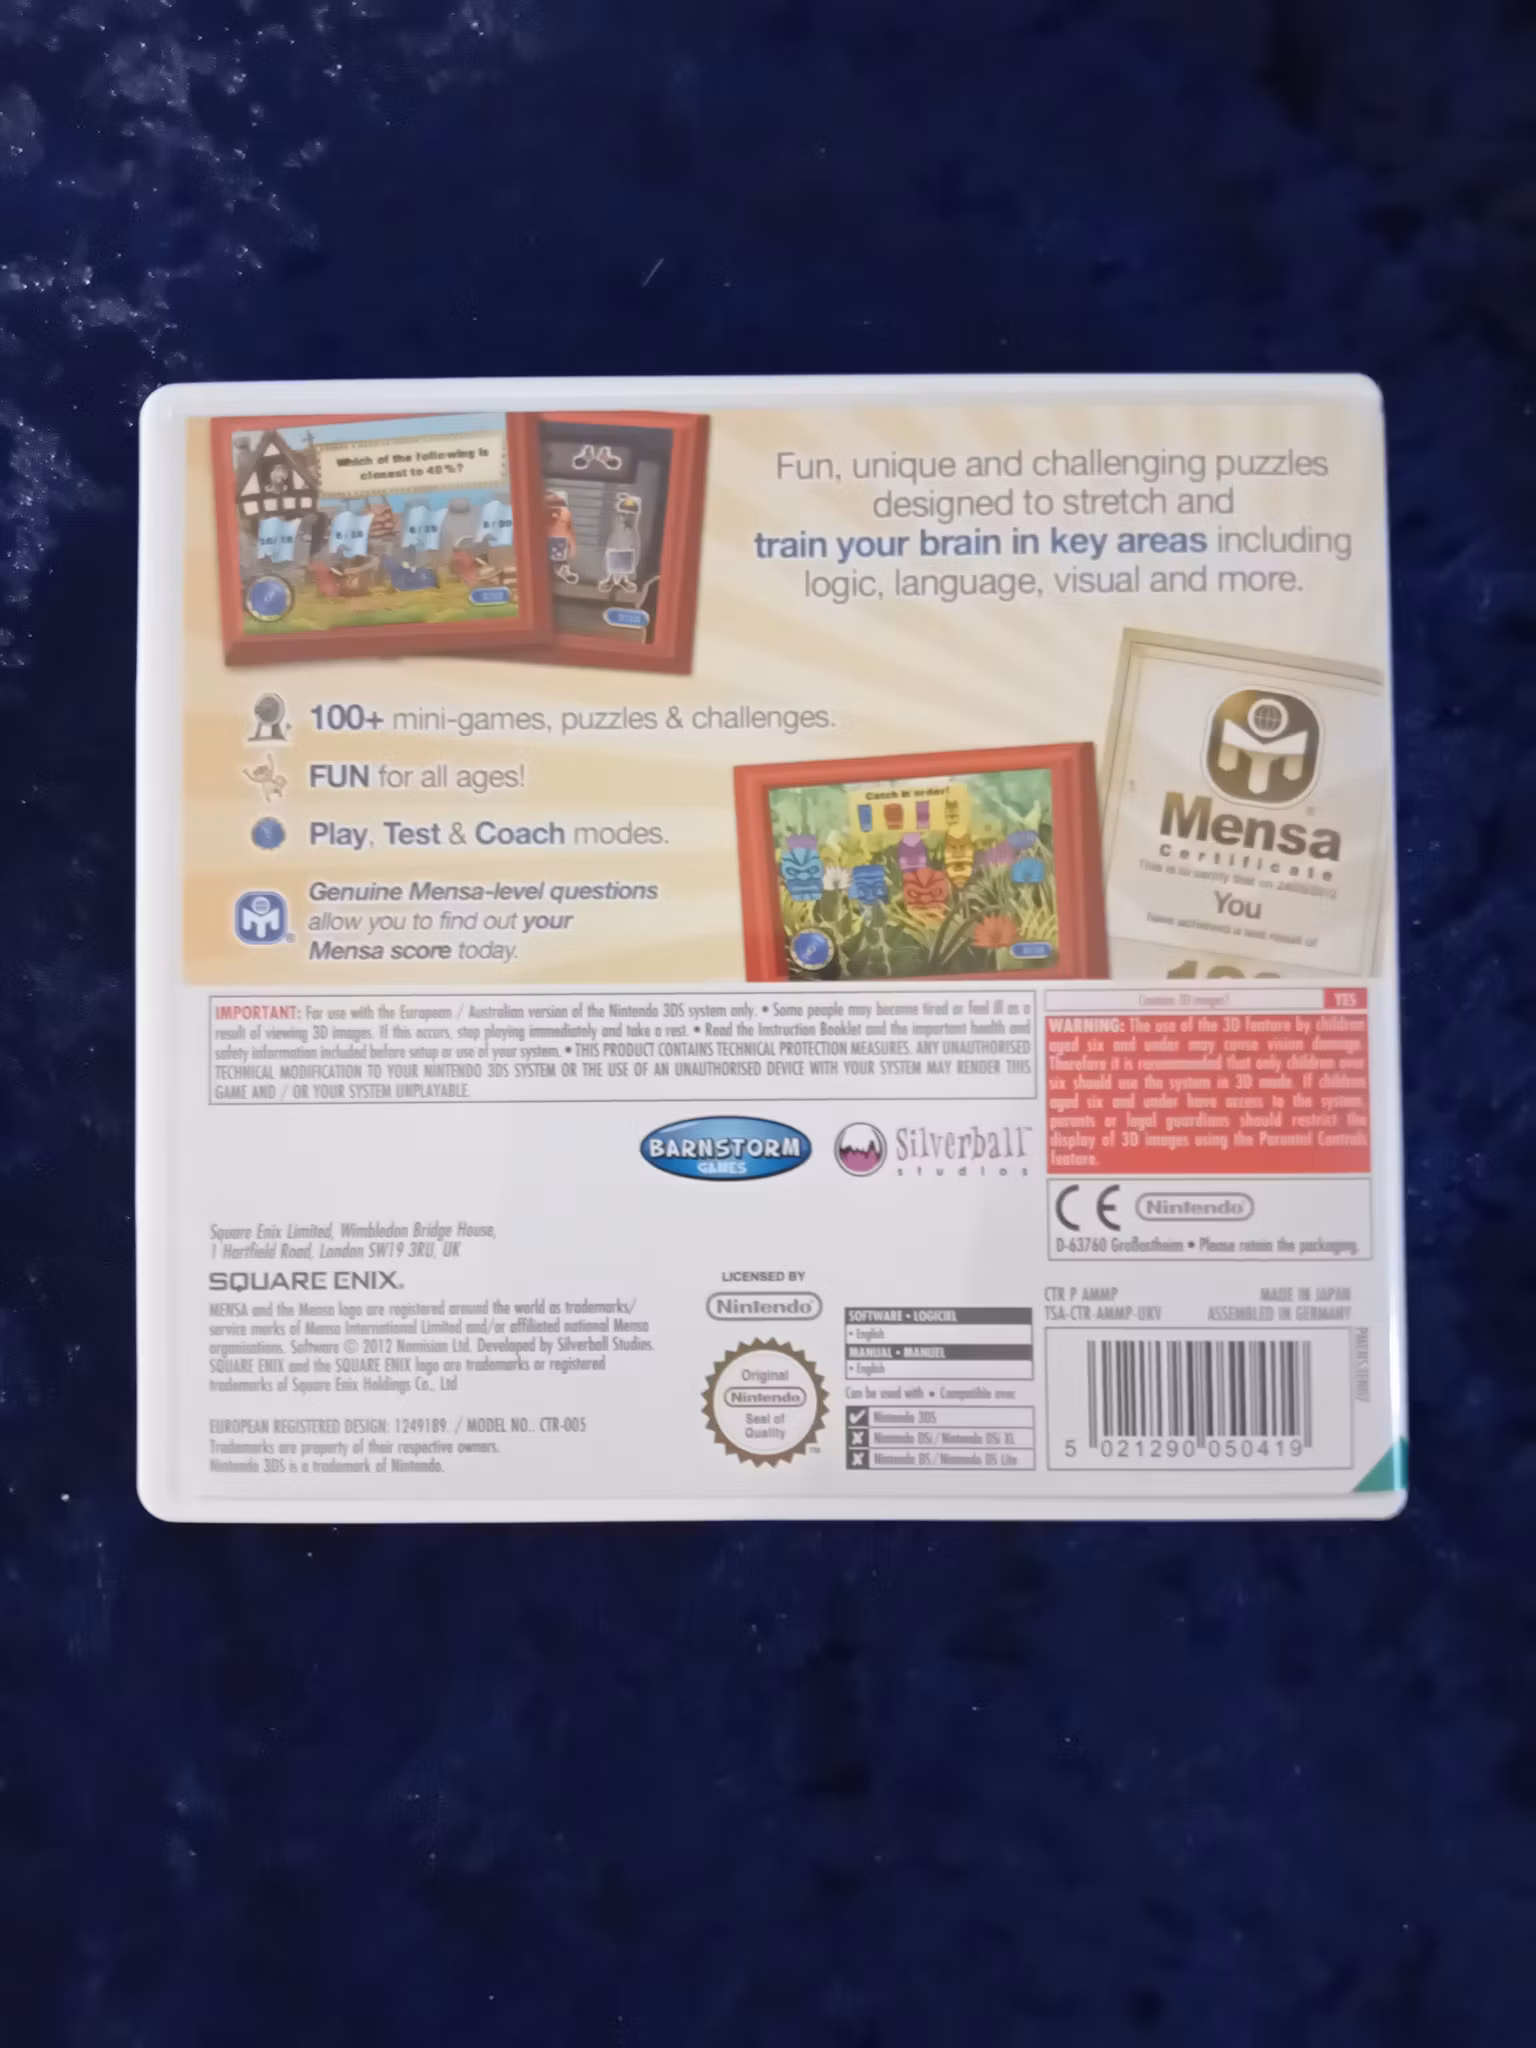 Which of the following is
closest to 40%?
Fun, unique and challenging puzzles
designed to stretch and
train your brain in key areas including
logic, language, visual and more.
100+ mini-games, puzzles & challenges.
FUN for all ages!
Play, Test & Coach modes.
Genuine Mensa-level questions
allow you to find out your
Mensa score today.
Catch in order!
Mensa
certificate
This is to certify that on
You
have achieved a test result of
IMPORTANT: For use with the European / Australian version of the Nintendo 3DS system only. • Some people may become tired or feel ill as a
result of viewing 3D images. If this occurs, stop playing immediately and take a rest. • Read the Instruction Booklet and the important health and
safety information included before setup or use of your system. • THIS PRODUCT CONTAINS TECHNICAL PROTECTION MEASURES. ANY UNAUTHORISED
TECHNICAL MODIFICATION TO YOUR NINTENDO 3DS SYSTEM OR THE USE OF AN UNAUTHORISED DEVICE WITH YOUR SYSTEM MAY RENDER THIS
GAME AND / OR YOUR SYSTEM UNPLAYABLE.
Contains 3D images? YES
WARNING: The use of the 3D feature by children
aged six and under may cause vision damage.
Therefore it is recommended that only children over
six should use the system in 3D mode. If children
aged six and under have access to the system,
parents or legal guardians should restrict the
display of 3D images using the Parental Controls
feature.
BARNSTORM
GAMES
Silverball™
studios
CE Nintendo®
D-63760 Großostheim • Please retain the packaging.
Square Enix Limited, Wimbledon Bridge House,
1 Hartfield Road, London SW19 3RU, UK
SQUARE ENIX.
MENSA and the Mensa logo are registered around the world as trademarks/
service marks of Mensa International Limited and/or affiliated national Mensa
organisations. Software © 2012 Nomisian Ltd. Developed by Silverball Studios.
SQUARE ENIX and the SQUARE ENIX logo are trademarks or registered
trademarks of Square Enix Holdings Co., Ltd
EUROPEAN REGISTERED DESIGN: 1249189. / MODEL NO.. CTR-005
Trademarks are property of their respective owners.
Nintendo 3DS is a trademark of Nintendo.
LICENSED BY
Nintendo®
Original
Nintendo
Seal of
Quality
TM
SOFTWARE • LOGICIEL
• English
MANUAL • MANUEL
• English
Can be used with • Compatible avec
Nintendo 3DS
Nintendo DSi/Nintendo DSi XL
Nintendo DS/Nintendo DS Lite
CTR P AMMP
MADE IN JAPAN
TSA-CTR-AMMP-UKV
ASSEMBLED IN GERMANY
5 021290 050419